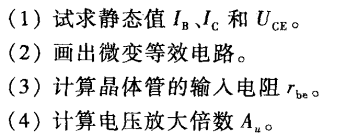 (1) 试求静态值 I_B、I_C 和 U_CE。
(2) 画出微变等效电路。
(3) 计算晶体管的输入电阻 r_be。
(4) 计算电压放大倍数 A_u。